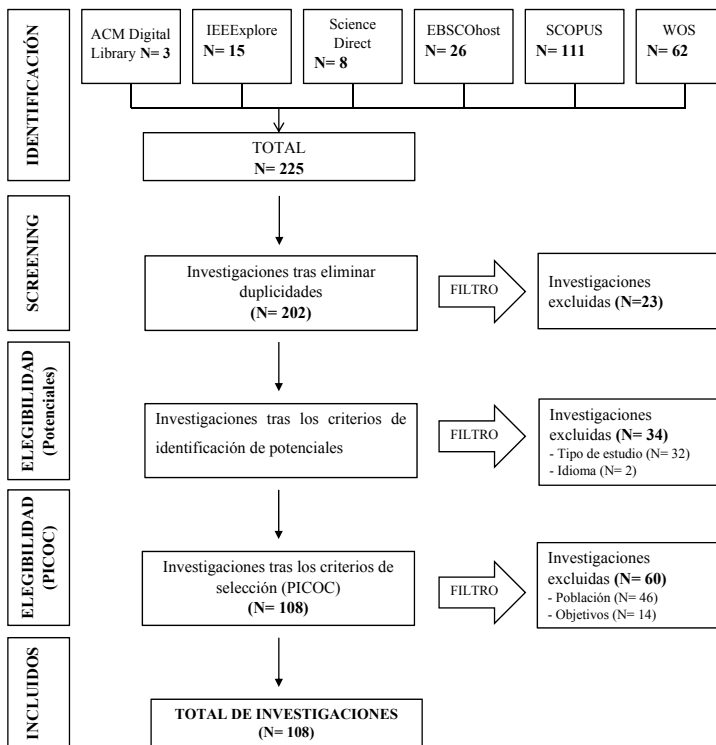 IDENTIFICACIÓN
ACM Digital
Library N= 3
IEEExplore
N= 15
Science
Direct
N= 8
EBSCOhost
N= 26
SCOPUS
N= 111
WOS
N= 62
TOTAL
N= 225
SCREENING
Investigaciones tras eliminar
duplicidades
(N= 202)
FILTRO
Investigaciones
excluidas (N=23)
ELEGIBILIDAD
(Potenciales)
Investigaciones tras los criterios de
identificación de potenciales
FILTRO
Investigaciones
excluidas (N= 34)
- Tipo de estudio (N= 32)
- Idioma (N= 2)
ELEGIBILIDAD
(PICOC)
Investigaciones tras los criterios de
selección (PICOC)
(N= 108)
FILTRO
Investigaciones
excluidas (N= 60)
- Población (N= 46)
- Objetivos (N= 14)
INCLUIDOS
TOTAL DE INVESTIGACIONES
(N= 108)